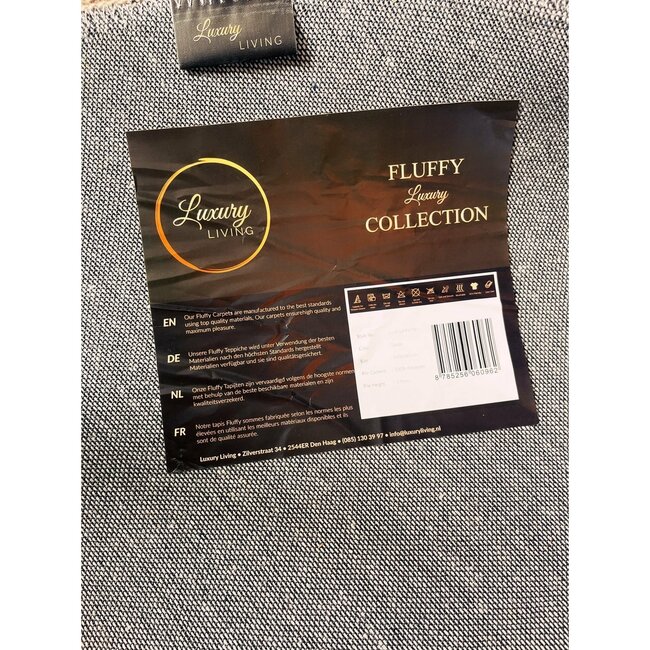 Luxury
LIVING
Luxury
LIVING
FLUFFY
Luxury
COLLECTION
EN
Our Fluffy Carpets are manufactured to the best standards
using top quality materials. Our carpets ensurehigh quality and
maximum pleasure.
DE
Unsere Fluffy Teppiche wird unter Verwendung der besten
Materialien nach den höchsten Standards hergestellt
Materialien verfügbar und sie sind qualitätsgesichert.
NL
Onze Fluffy Tapijten zijn vervaardigd volgens de hoogste normen
met behulp van de beste beschikbare materialen en zijn
kwaliteitsverzekerd.
FR
Notre tapis Fluffy sommes fabriquée selon les normes les plus
élevées en utilisant les meilleurs matériaux disponibles et ils
sont de qualité assurée.
Luxury Living • Zilverstraat 34 • 2544ER Den Haag • (085) 130 39 97 • info@luxuryliving.nl
8 785256 060962